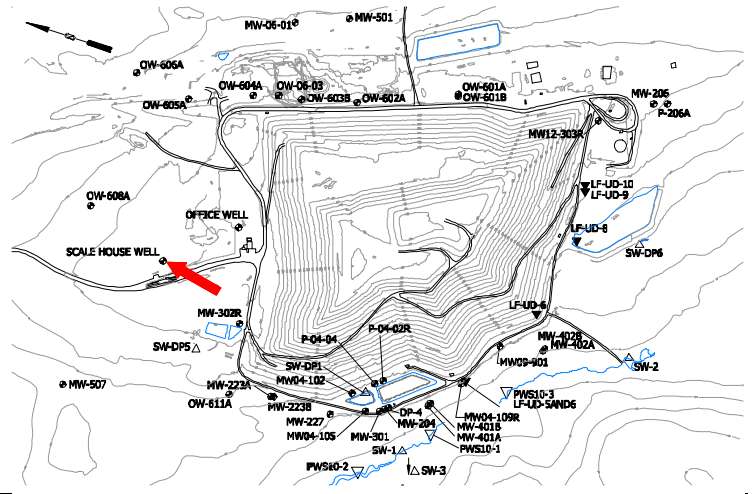 MW-501
MW-06-01
OW-606A
OW-604A
OW-06-03
OW-601A
OW-601B
MW-206
OW-605A
OW-603B
OW-602A
P-206A
MW12-303R
LF-UD-10
LF-UD-9
OW-608A
OFFICE WELL
LF-UD-8
SCALE HOUSE WELL
SW-DP6
LF-UD-6
MW-302R
P-04-04
P-04-02R
MW-402B
MW-402A
SW-DP5
SW-DP1
MW09-901
SW-2
MW04-102
MW-507
MW-223A
PWS10-3
LF-UD-5AND6
OW-611A
MW-223B
DP-4
MW04-109R
MW-227
MW-204
MW-401B
MW04-105
MW-301
MW-401A
SW-1
PWS10-1
PWS10-2
SW-3